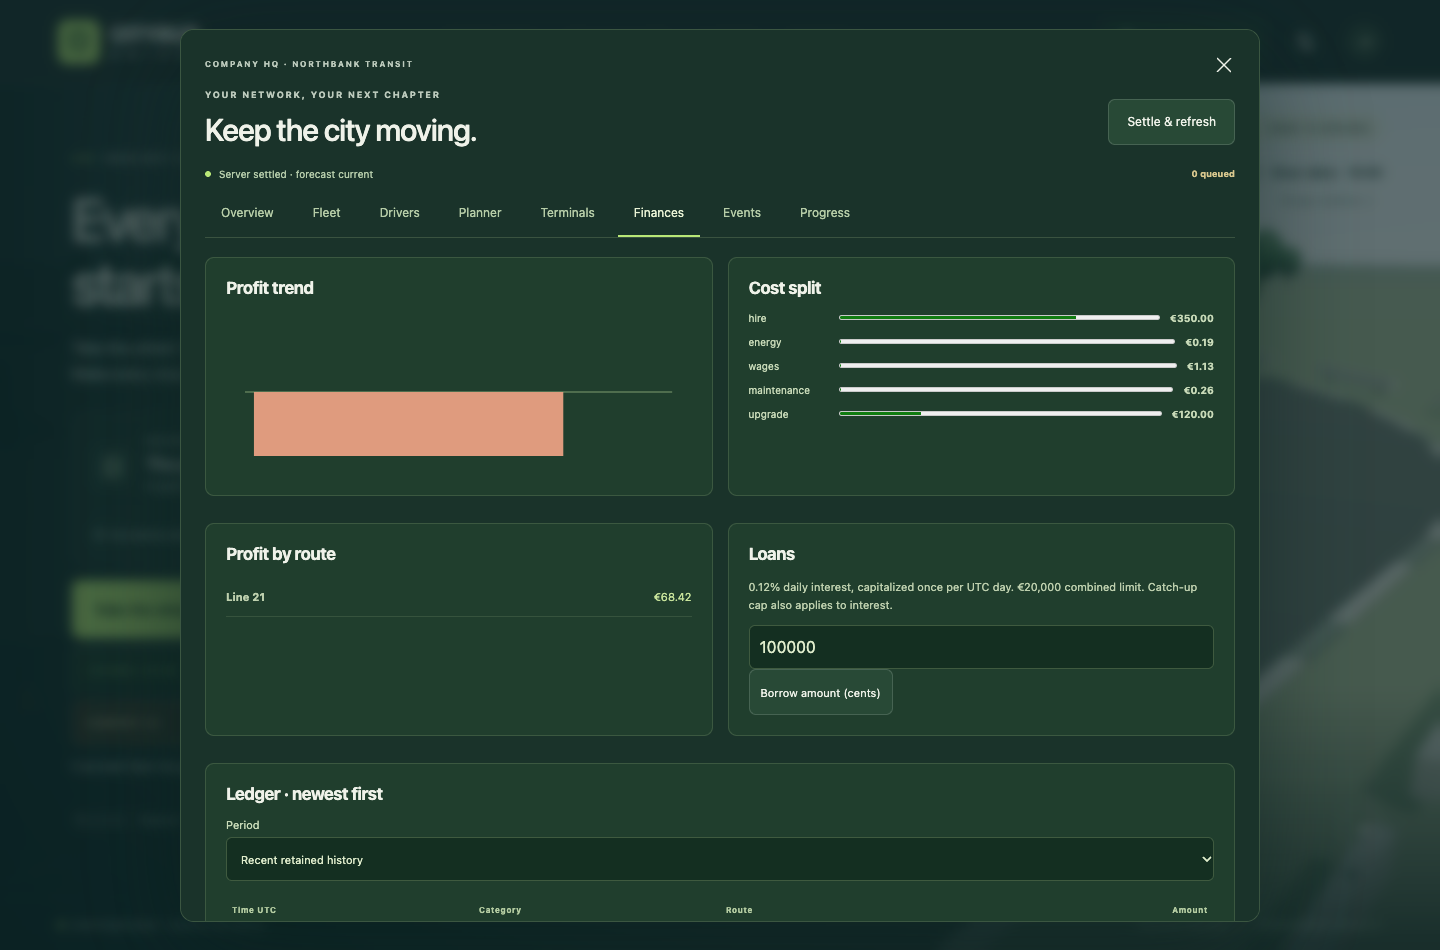 COMPANY HQ · NORTHBANK TRANSIT
YOUR NETWORK, YOUR NEXT CHAPTER
Keep the city moving.
Settle & refresh
Server settled · forecast current
0 queued
Overview Fleet Drivers Planner Terminals Finances Events Progress
Profit trend
Cost split
hire €350.00
energy €0.19
wages €1.13
maintenance €0.26
upgrade €120.00
Profit by route
Line 21 €68.42
Loans
0.12% daily interest, capitalized once per UTC day. €20,000 combined limit. Catch-up
cap also applies to interest.
100000
Borrow amount (cents)
Ledger · newest first
Period
Recent retained history
Time UTC Category Route Amount